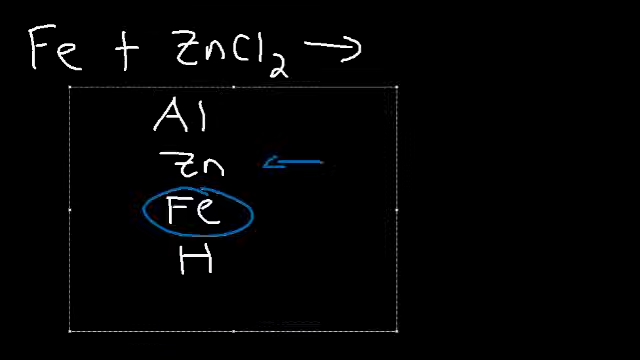 Fe + ZnCl₂ →
Al
Zn ←
Fe
H